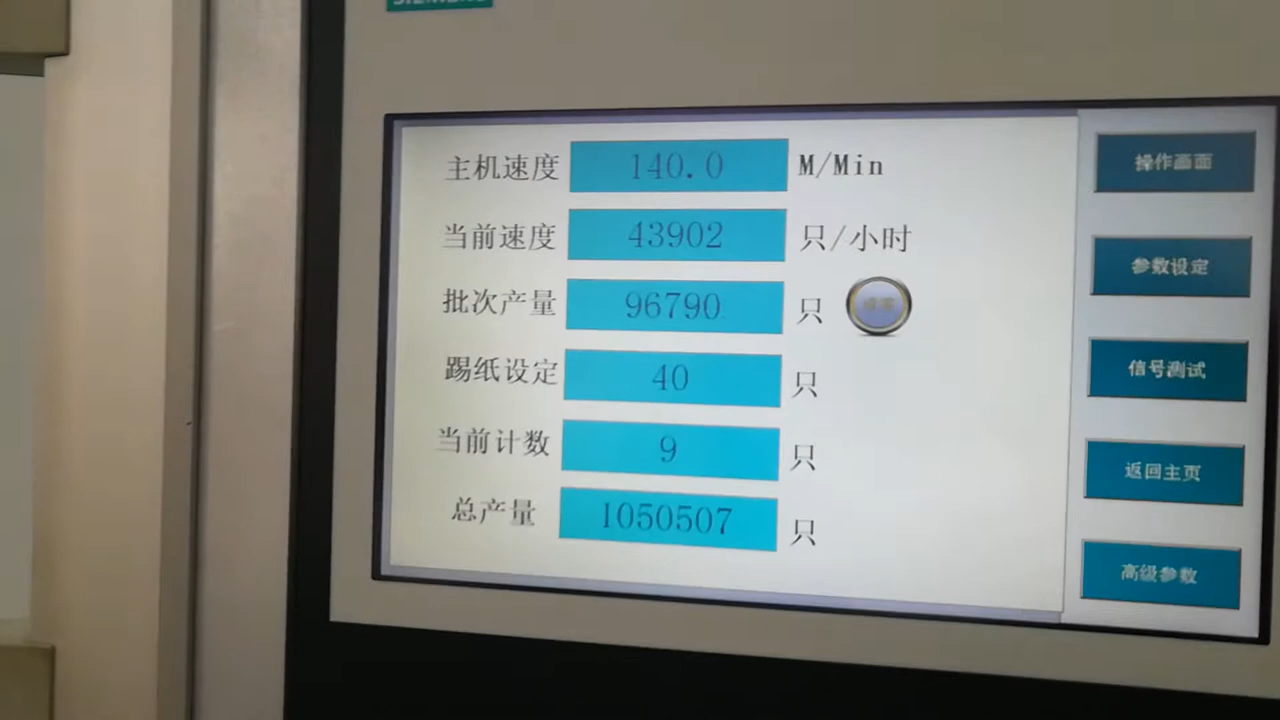 主机速度 140.0 M/Min
当前速度 43902 只/小时
批次产量 96790 只
踢纸设定 40 只
当前计数 9 只
总产量 1050507 只
操作画面
参数设定
信号测试
返回主页
高级参数